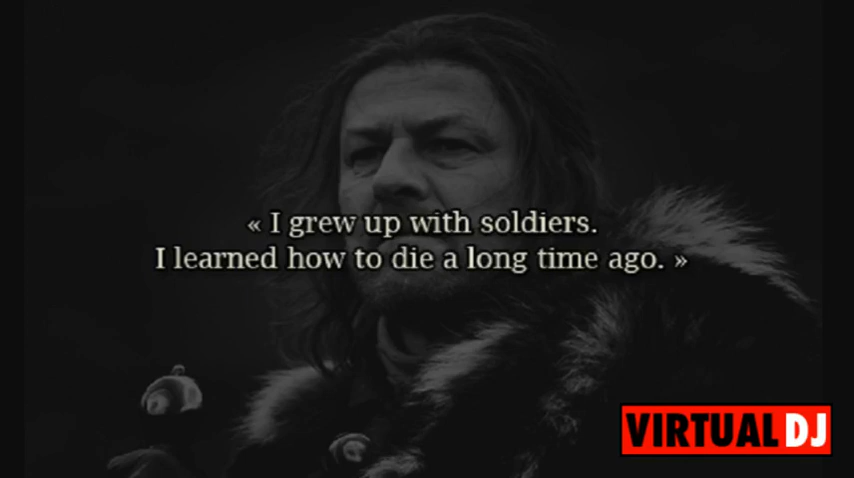 « I grew up with soldiers.
I learned how to die a long time ago. »
VIRTUAL DJ